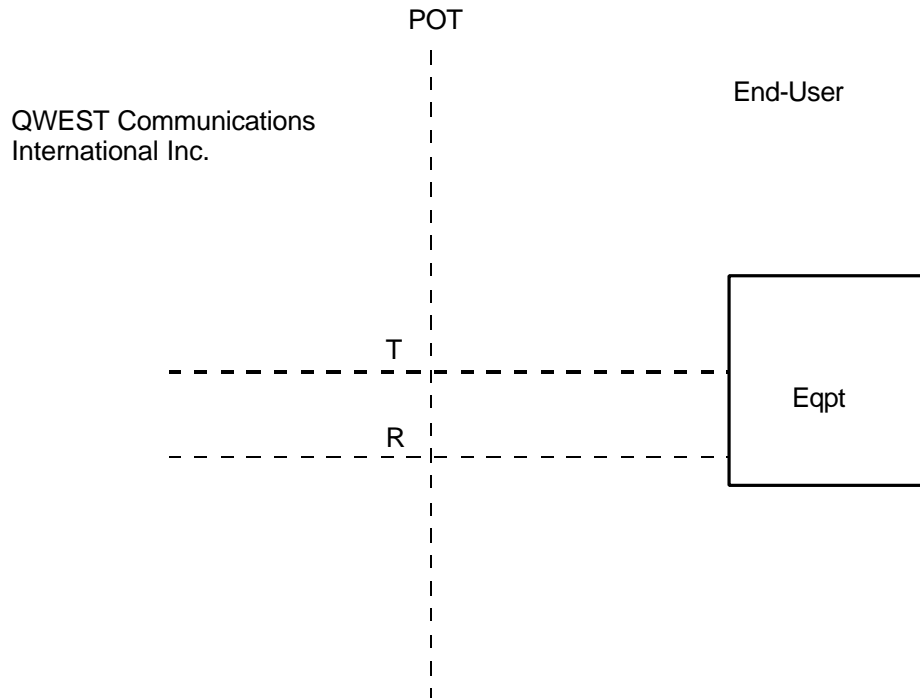 POT
End-User
QWEST Communications
International Inc.
T
Eqpt
R